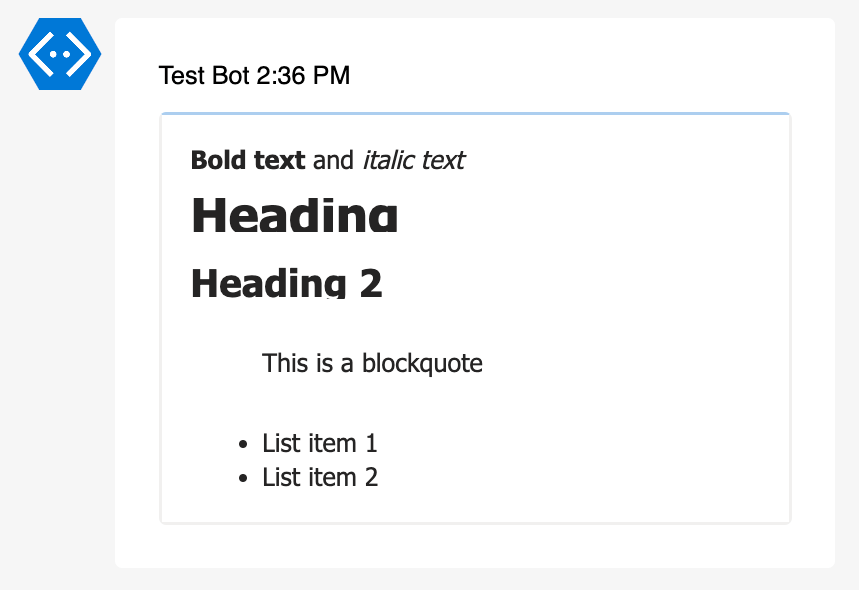 Test Bot 2:36 PM
Bold text and italic text
Heading
Heading 2
This is a blockquote
• List item 1
• List item 2